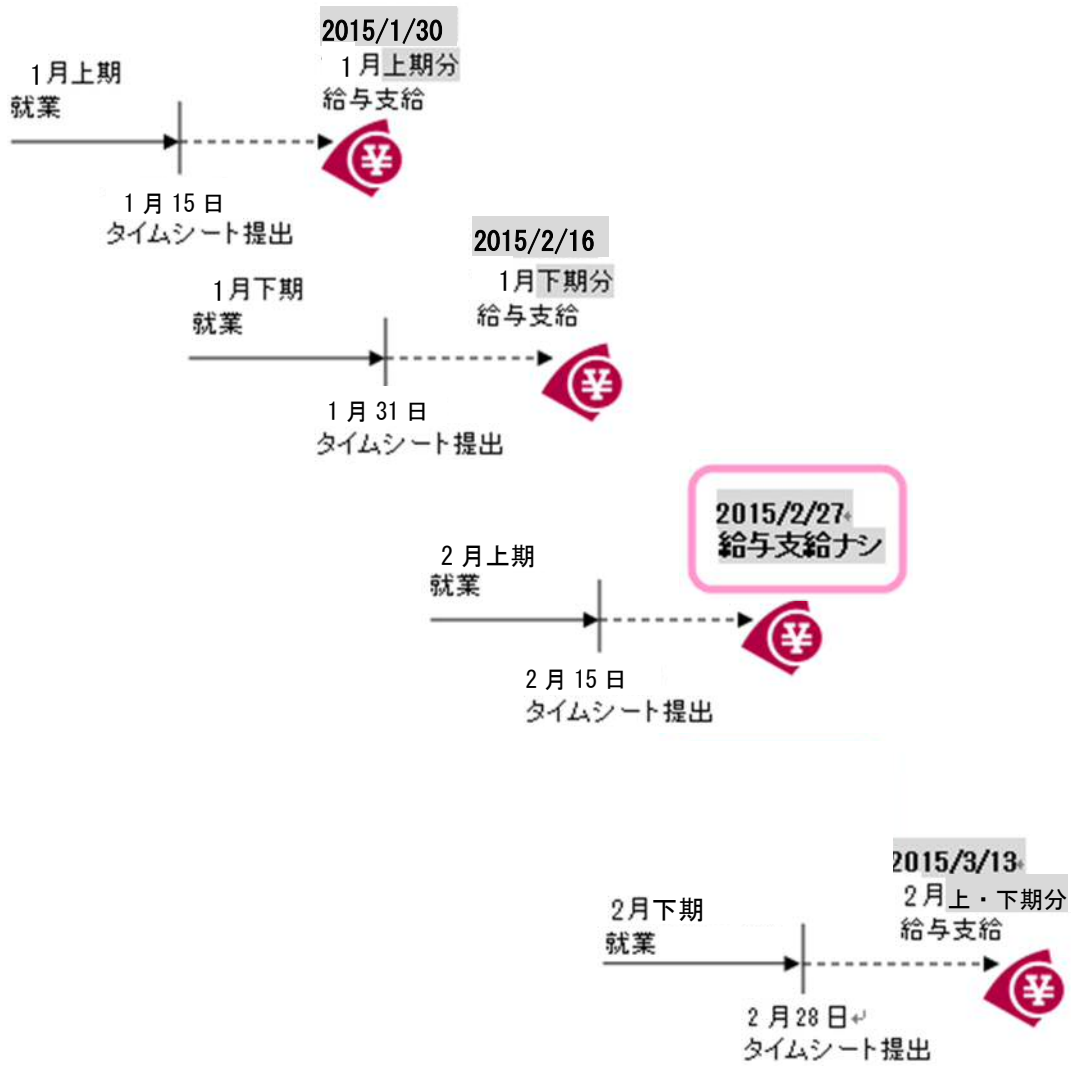 2015/1/30
1月上期分
給与支給
1月上期
就業
¥
1月15日
タイムシート提出
2015/2/16
1月下期分
給与支給
1月下期
就業
¥
1月31日
タイムシート提出
2015/2/27
給与支給ナシ
2月上期
就業
¥
2月15日
タイムシート提出
2015/3/13
2月上・下期分
給与支給
2月下期
就業
¥
2月28日↵
タイムシート提出